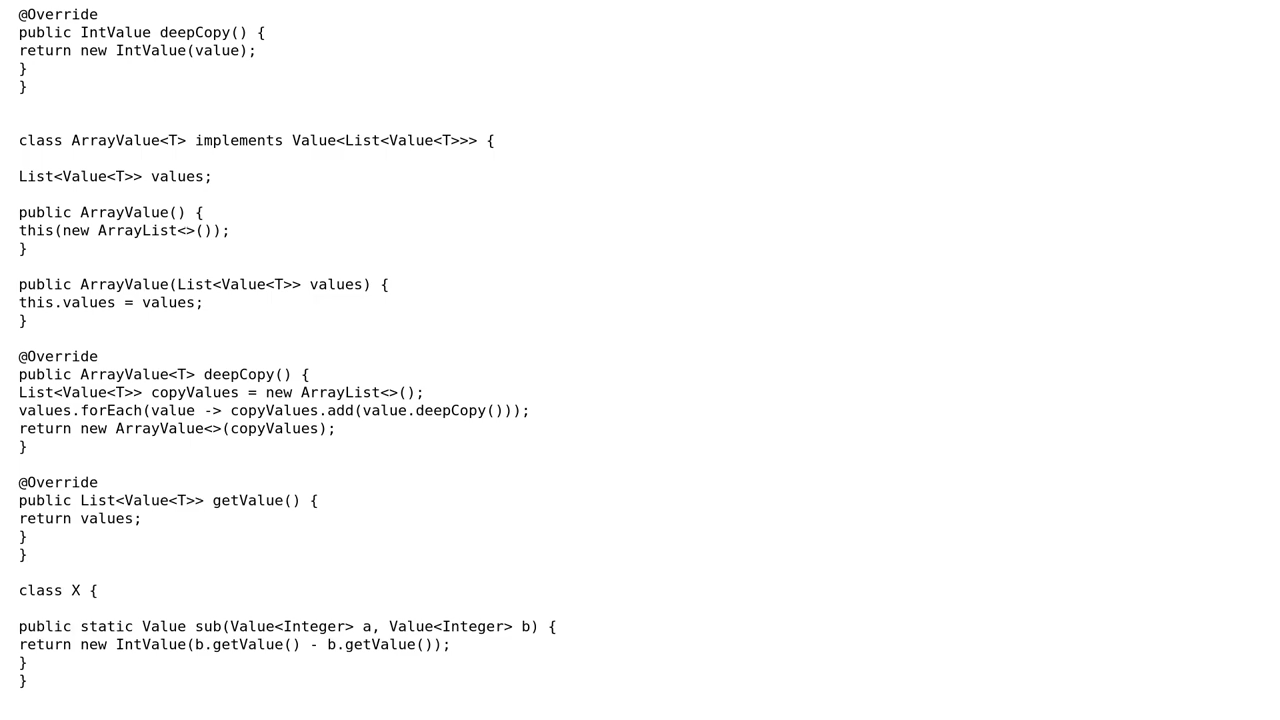 @Override
public IntValue deepCopy() {
return new IntValue(value);
}
}
class ArrayValue<T> implements Value<List<Value<T>>> {
List<Value<T>> values;
public ArrayValue() {
this(new ArrayList<>());
}
public ArrayValue(List<Value<T>> values) {
this.values = values;
}
@Override
public ArrayValue<T> deepCopy() {
List<Value<T>> copyValues = new ArrayList<>();
values.forEach(value -> copyValues.add(value.deepCopy()));
return new ArrayValue<>(copyValues);
}
@Override
public List<Value<T>> getValue() {
return values;
}
}
class X {
public static Value sub(Value<Integer> a, Value<Integer> b) {
return new IntValue(b.getValue() - b.getValue());
}
}